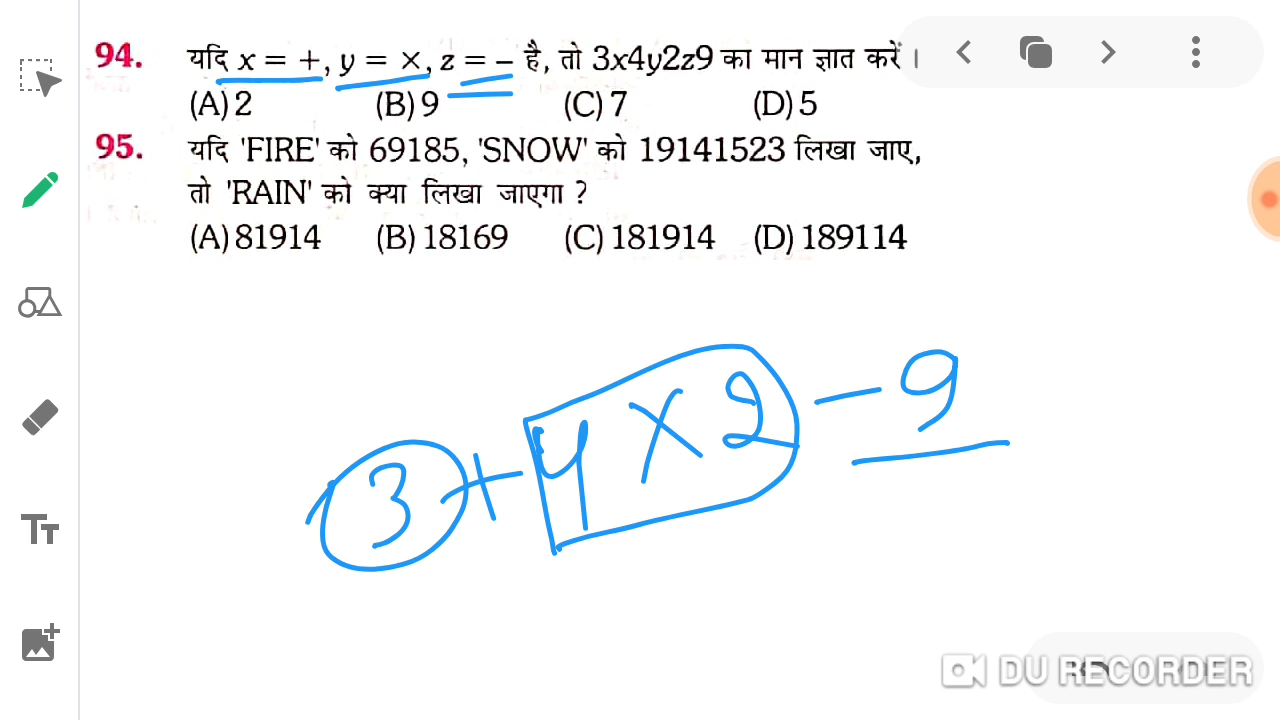 94. यदि x = +, y = ×, z = – है, तो 3x4y2z9 का मान ज्ञात करें ।
(A) 2 (B) 9 (C) 7 (D) 5
95. यदि 'FIRE' को 69185, 'SNOW' को 19141523 लिखा जाए,
तो 'RAIN' को क्या लिखा जाएगा ?
(A) 81914 (B) 18169 (C) 181914 (D) 189114
3 + 4 × 2 – 9
Tт
DU RECORDER